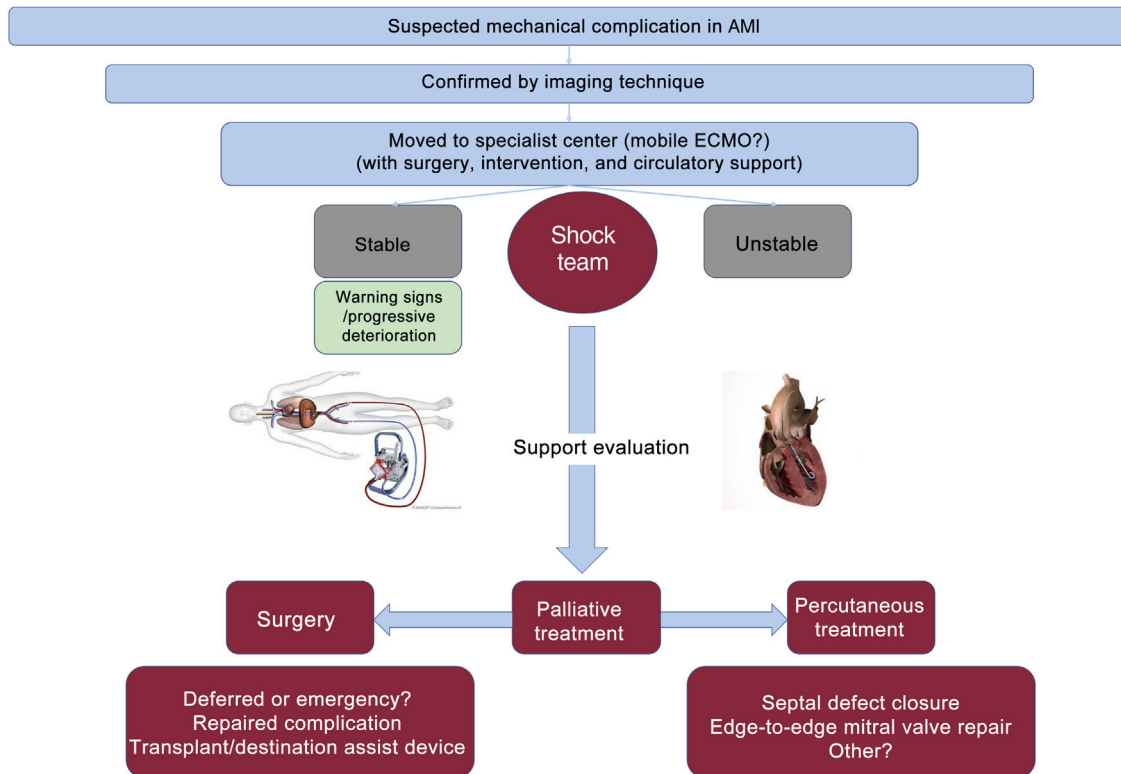 Suspected mechanical complication in AMI
Confirmed by imaging technique
Moved to specialist center (mobile ECMO?)
(with surgery, intervention, and circulatory support)
Stable
Shock
team
Unstable
Warning signs
/progressive
deterioration
Support evaluation
Surgery
Palliative
treatment
Percutaneous
treatment
Deferred or emergency?
Repaired complication
Transplant/destination assist device
Septal defect closure
Edge-to-edge mitral valve repair
Other?